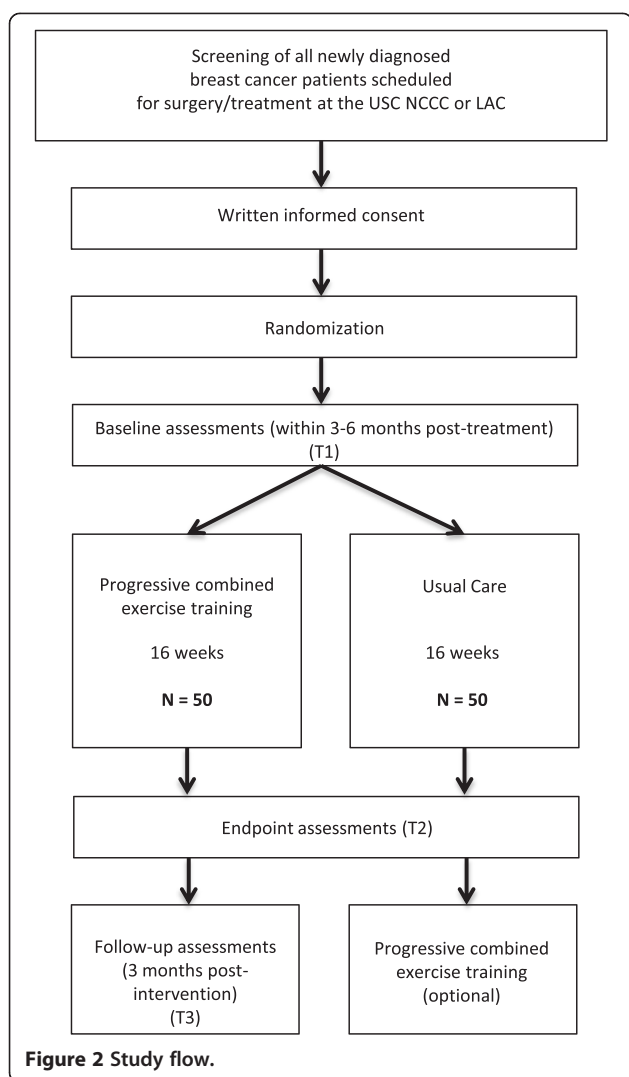 Screening of all newly diagnosed
breast cancer patients scheduled
for surgery/treatment at the USC NCCC or LAC
Written informed consent
Randomization
Baseline assessments (within 3-6 months post-treatment)
(T1)
Progressive combined
exercise training
16 weeks
N = 50
Usual Care
16 weeks
N = 50
Endpoint assessments (T2)
Follow-up assessments
(3 months post-
intervention)
(T3)
Progressive combined
exercise training
(optional)
Figure 2 Study flow.